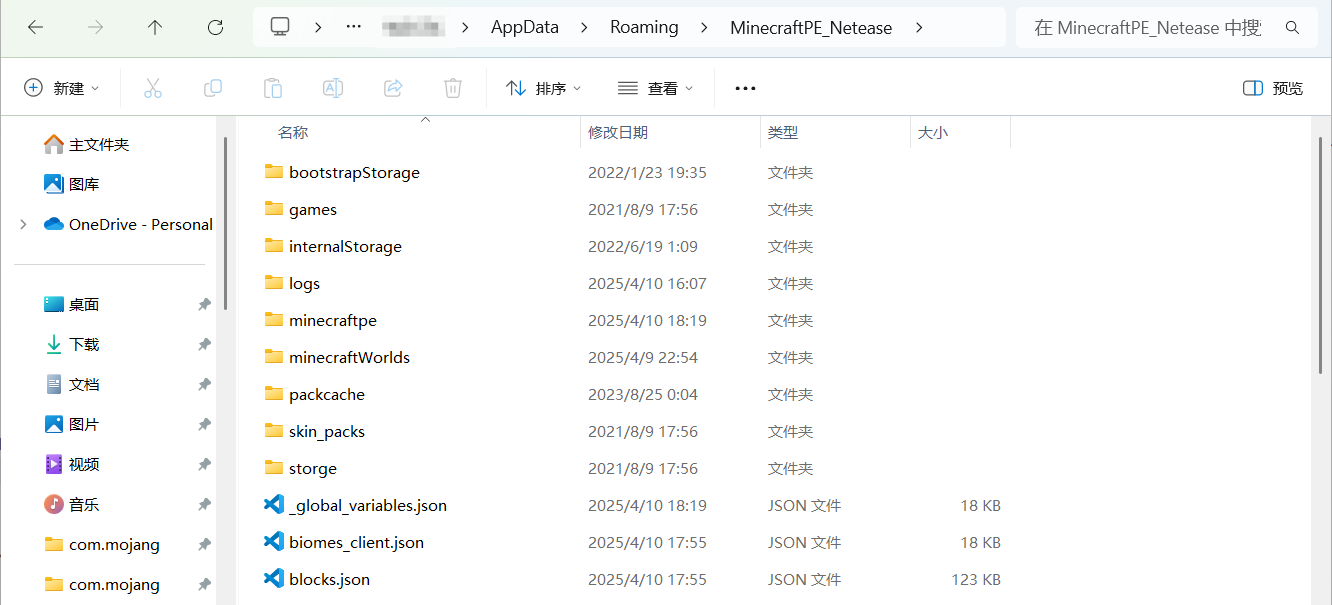 AppData > Roaming > MinecraftPE_Netease >
在 MinecraftPE_Netease 中搜
新建 排序 查看 预览
主文件夹
图库
OneDrive - Personal
桌面
下载
文档
图片
视频
音乐
com.mojang
com.mojang
名称 修改日期 类型 大小
bootstrapStorage 2022/1/23 19:35 文件夹
games 2021/8/9 17:56 文件夹
internalStorage 2022/6/19 1:09 文件夹
logs 2025/4/10 16:07 文件夹
minecraftpe 2025/4/10 18:19 文件夹
minecraftWorlds 2025/4/9 22:54 文件夹
packcache 2023/8/25 0:04 文件夹
skin_packs 2021/8/9 17:56 文件夹
storge 2021/8/9 17:56 文件夹
_global_variables.json 2025/4/10 18:19 JSON 文件 18 KB
biomes_client.json 2025/4/10 17:55 JSON 文件 18 KB
blocks.json 2025/4/10 17:55 JSON 文件 123 KB